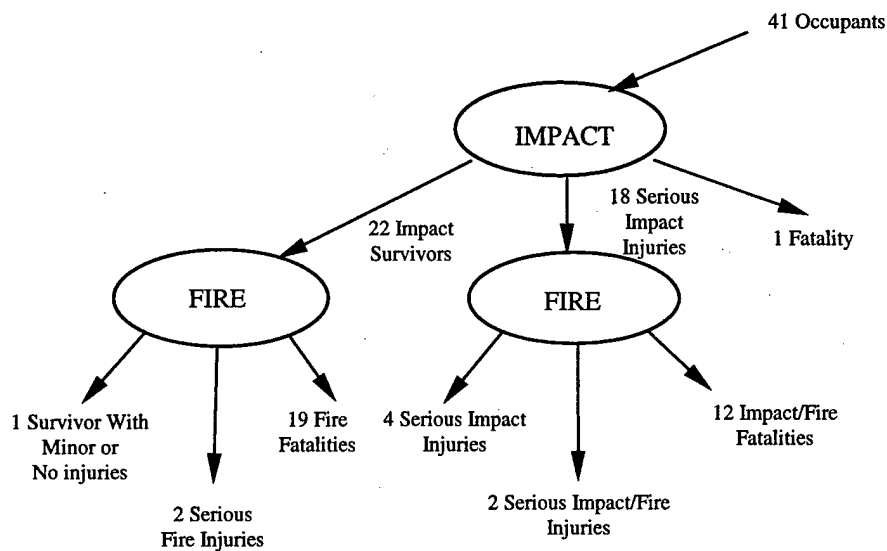 41 Occupants
IMPACT
22 Impact
Survivors
18 Serious
Impact
Injuries
1 Fatality
FIRE
FIRE
1 Survivor With
Minor or
No injuries
2 Serious
Fire Injuries
19 Fire
Fatalities
4 Serious Impact
Injuries
2 Serious Impact/Fire
Injuries
12 Impact/Fire
Fatalities